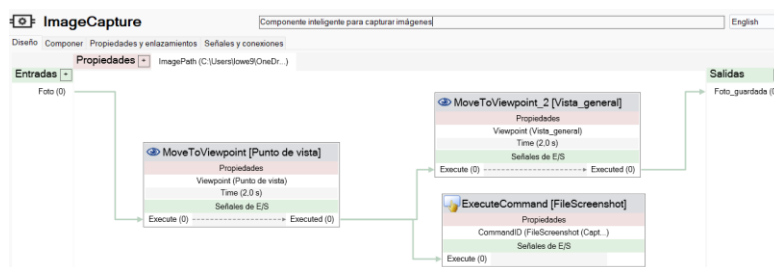 ImageCapture
Componente inteligente para capturar imágenes
English
Diseño Componer Propiedades y enlazamientos Señales y conexiones
Propiedades + ImagePath (C:\Users\lowe9\OneDr...)
Entradas +
Salidas
Foto (0)
Foto_guardada (0
MoveToViewpoint_2 [Vista_general]
Propiedades
Viewpoint (Vista_general)
Time (2,0 s)
Señales de E/S
Execute (0) Executed (0)
MoveToViewpoint [Punto de vista]
Propiedades
Viewpoint (Punto de vista)
Time (2,0 s)
Señales de E/S
Execute (0) Executed (0)
ExecuteCommand [FileScreenshot]
Propiedades
CommandID (FileScreenshot (Capt...)
Señales de E/S
Execute (0)